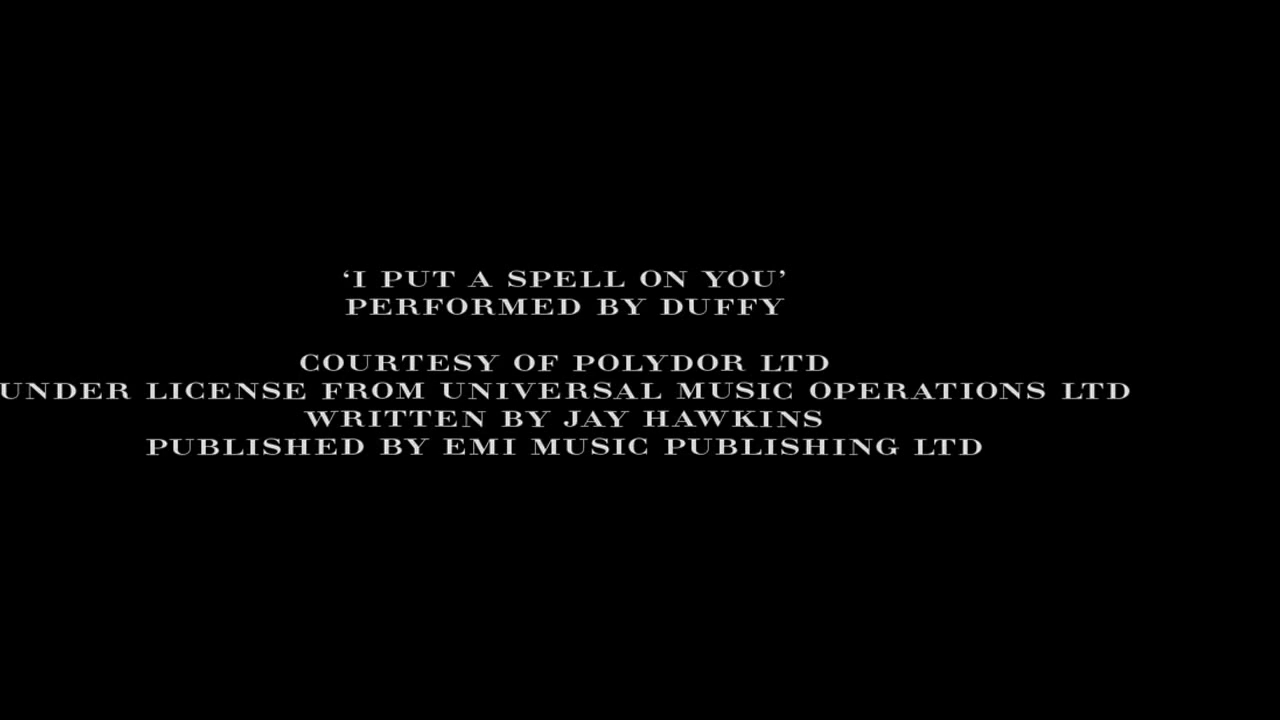 ‘I PUT A SPELL ON YOU’
PERFORMED BY DUFFY
COURTESY OF POLYDOR LTD
UNDER LICENSE FROM UNIVERSAL MUSIC OPERATIONS LTD
WRITTEN BY JAY HAWKINS
PUBLISHED BY EMI MUSIC PUBLISHING LTD